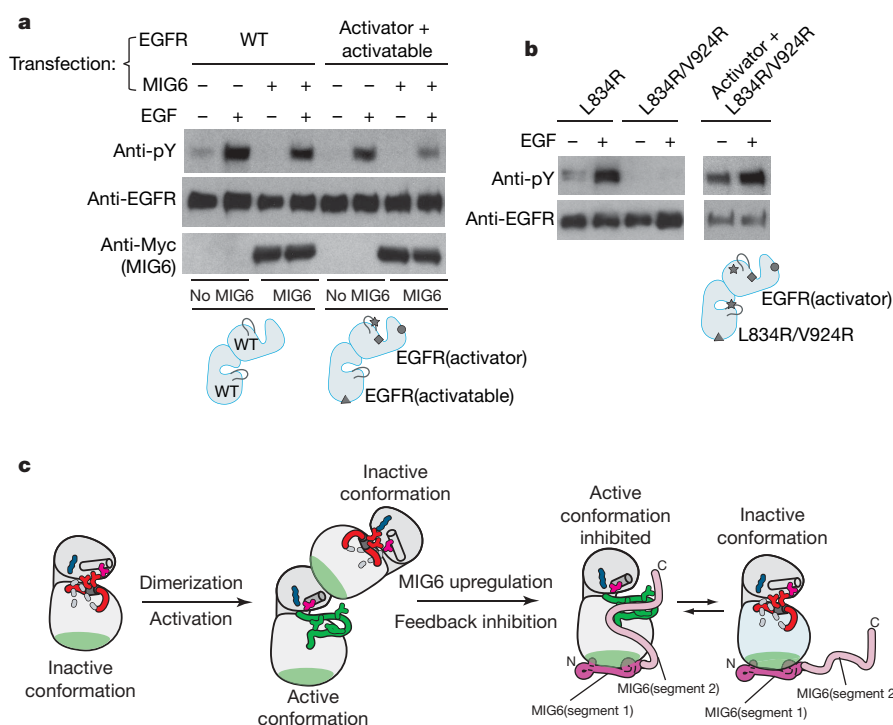 a
EGFR WT Activator + activatable
Transfection:
MIG6 – – + + – – + +
EGF – + – + – + – +
Anti-pY
Anti-EGFR
Anti-Myc
(MIG6)
No MIG6 MIG6 No MIG6 MIG6
WT
WT
EGFR(activator)
EGFR(activatable)
b
L834R
L834R/V924R
Activator +
L834R/V924R
EGF – + – + – +
Anti-pY
Anti-EGFR
EGFR(activator)
L834R/V924R
c
Inactive
conformation
Dimerization
Activation
Inactive
conformation
Active
conformation
MIG6 upregulation
Feedback inhibition
Active
conformation
inhibited
C
N
MIG6(segment 2)
MIG6(segment 1)
Inactive
conformation
C
N
MIG6(segment 2)
MIG6(segment 1)